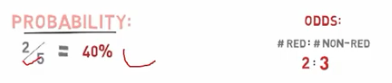 PROBABILITY:
2/5 = 40%
ODDS:
# RED: # NON-RED
2:3